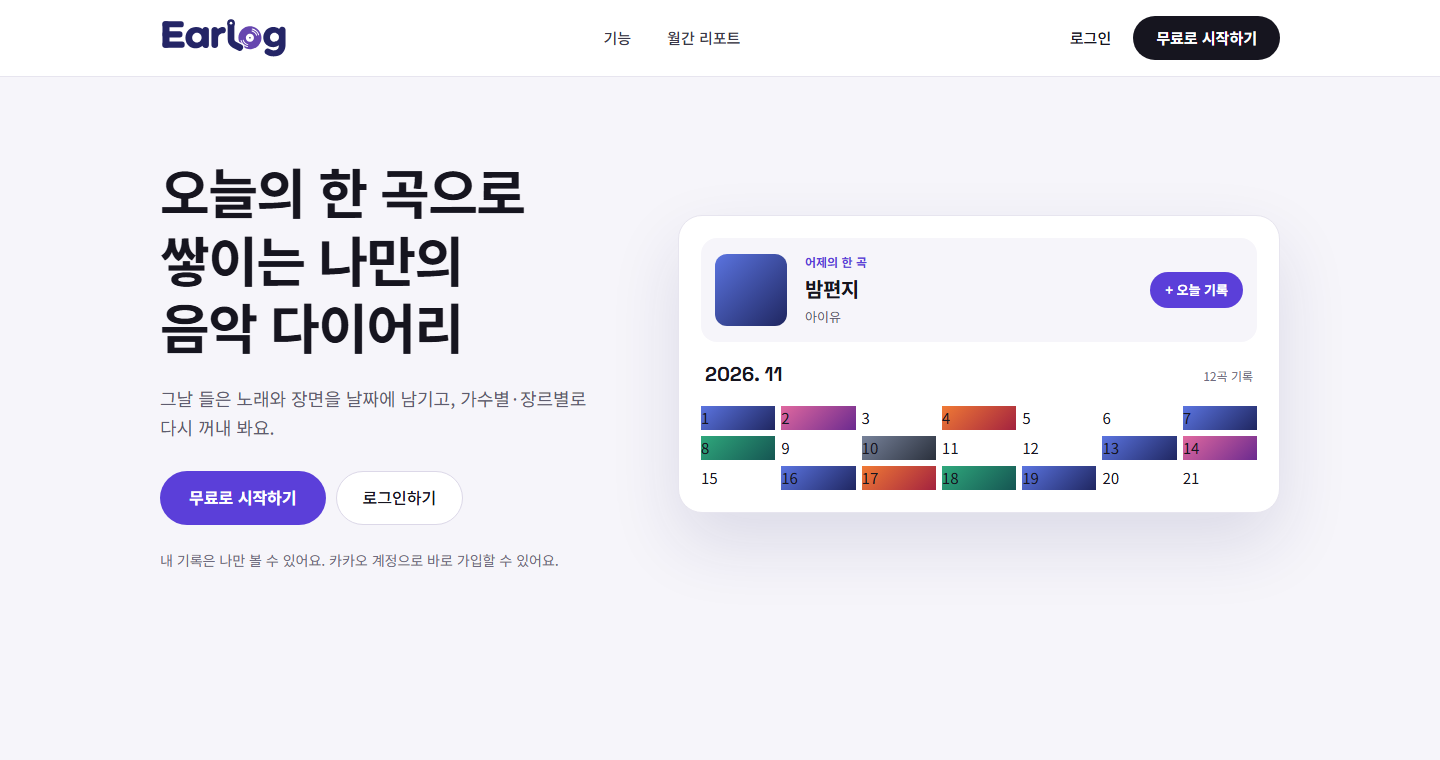 Earlog
기능 월간 리포트 로그인 무료로 시작하기
오늘의 한 곡으로
쌓이는 나만의
음악 다이어리
그날 들은 노래와 장면을 날짜에 남기고, 가수별·장르별로
다시 꺼내 봐요.
무료로 시작하기 로그인하기
내 기록은 나만 볼 수 있어요. 카카오 계정으로 바로 가입할 수 있어요.
어제의 한 곡
밤편지
아이유
+ 오늘 기록
2026. 11 12곡 기록
1 2 3 4 5 6 7
8 9 10 11 12 13 14
15 16 17 18 19 20 21